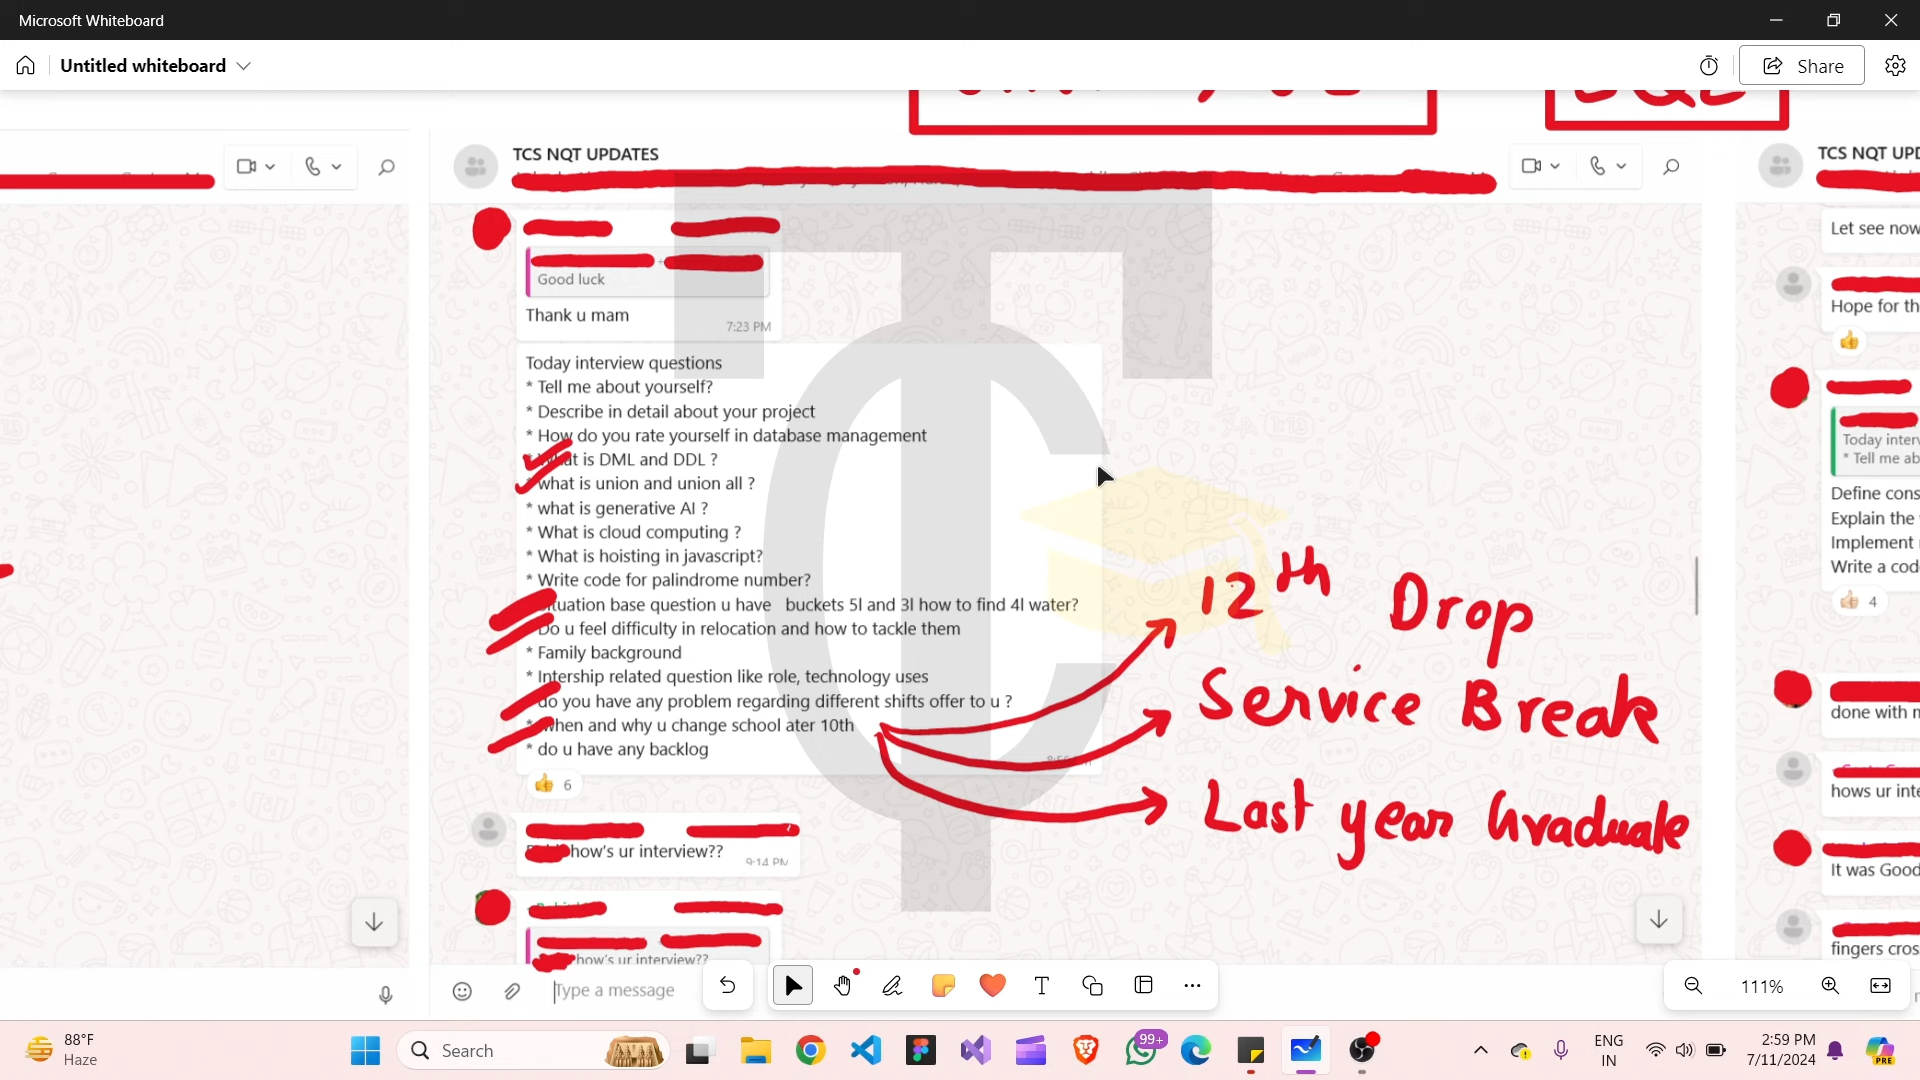 Microsoft Whiteboard
Untitled whiteboard
Share
TCS NQT UPDATES
TCS NQT UPD
Good luck
Thank u mam
7:23 PM
Today interview questions
* Tell me about yourself?
* Describe in detail about your project
* How do you rate yourself in database management
What is DML and DDL ?
what is union and union all ?
* what is generative AI ?
* What is cloud computing ?
* What is hoisting in javascript?
* Write code for palindrome number?
ituation base question u have buckets 5l and 3l how to find 4l water?
Do u feel difficulty in relocation and how to tackle them
* Family background
* Intership related question like role, technology uses
do you have any problem regarding different shifts offer to u ?
when and why u change school ater 10th
* do u have any backlog
6
how's ur interview??
9:14 PM
how's ur interview??
Type a message
12th Drop
Service Break
Last year Graduate
Let see now
Hope for th
Today interv
* Tell me ab
Define cons
Explain the
Implement
Write a cod
4
done with m
hows ur inte
It was Good
fingers cros
111%
88°F
Haze
Search
99+
ENG
IN
2:59 PM
7/11/2024
PRE